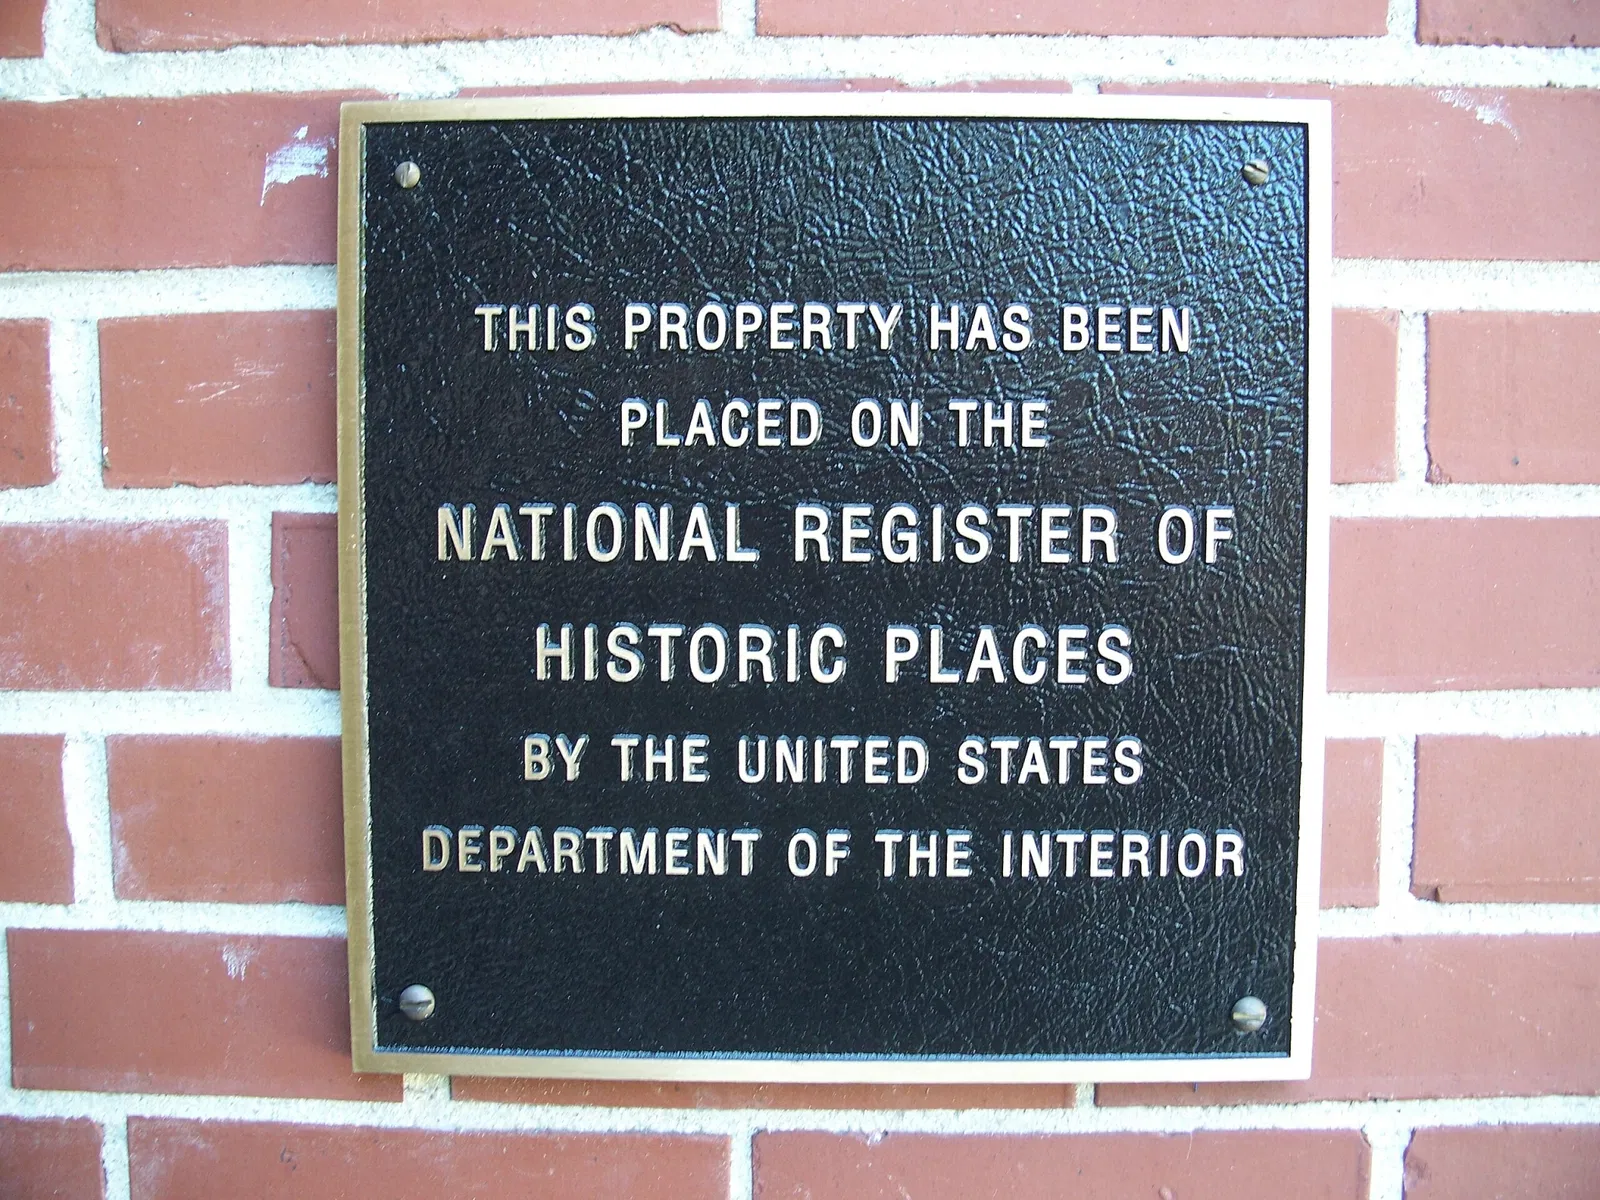 THIS PROPERTY HAS BEEN
PLACED ON THE
NATIONAL REGISTER OF
HISTORIC PLACES
BY THE UNITED STATES
DEPARTMENT OF THE INTERIOR